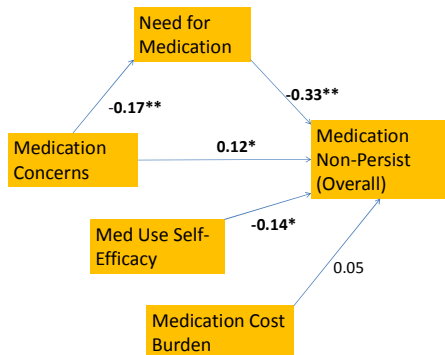 Need for
Medication
-0.17**
-0.33**
Medication
Concerns
0.12*
Medication
Non-Persist
(Overall)
Med Use Self-
Efficacy
-0.14*
0.05
Medication Cost
Burden